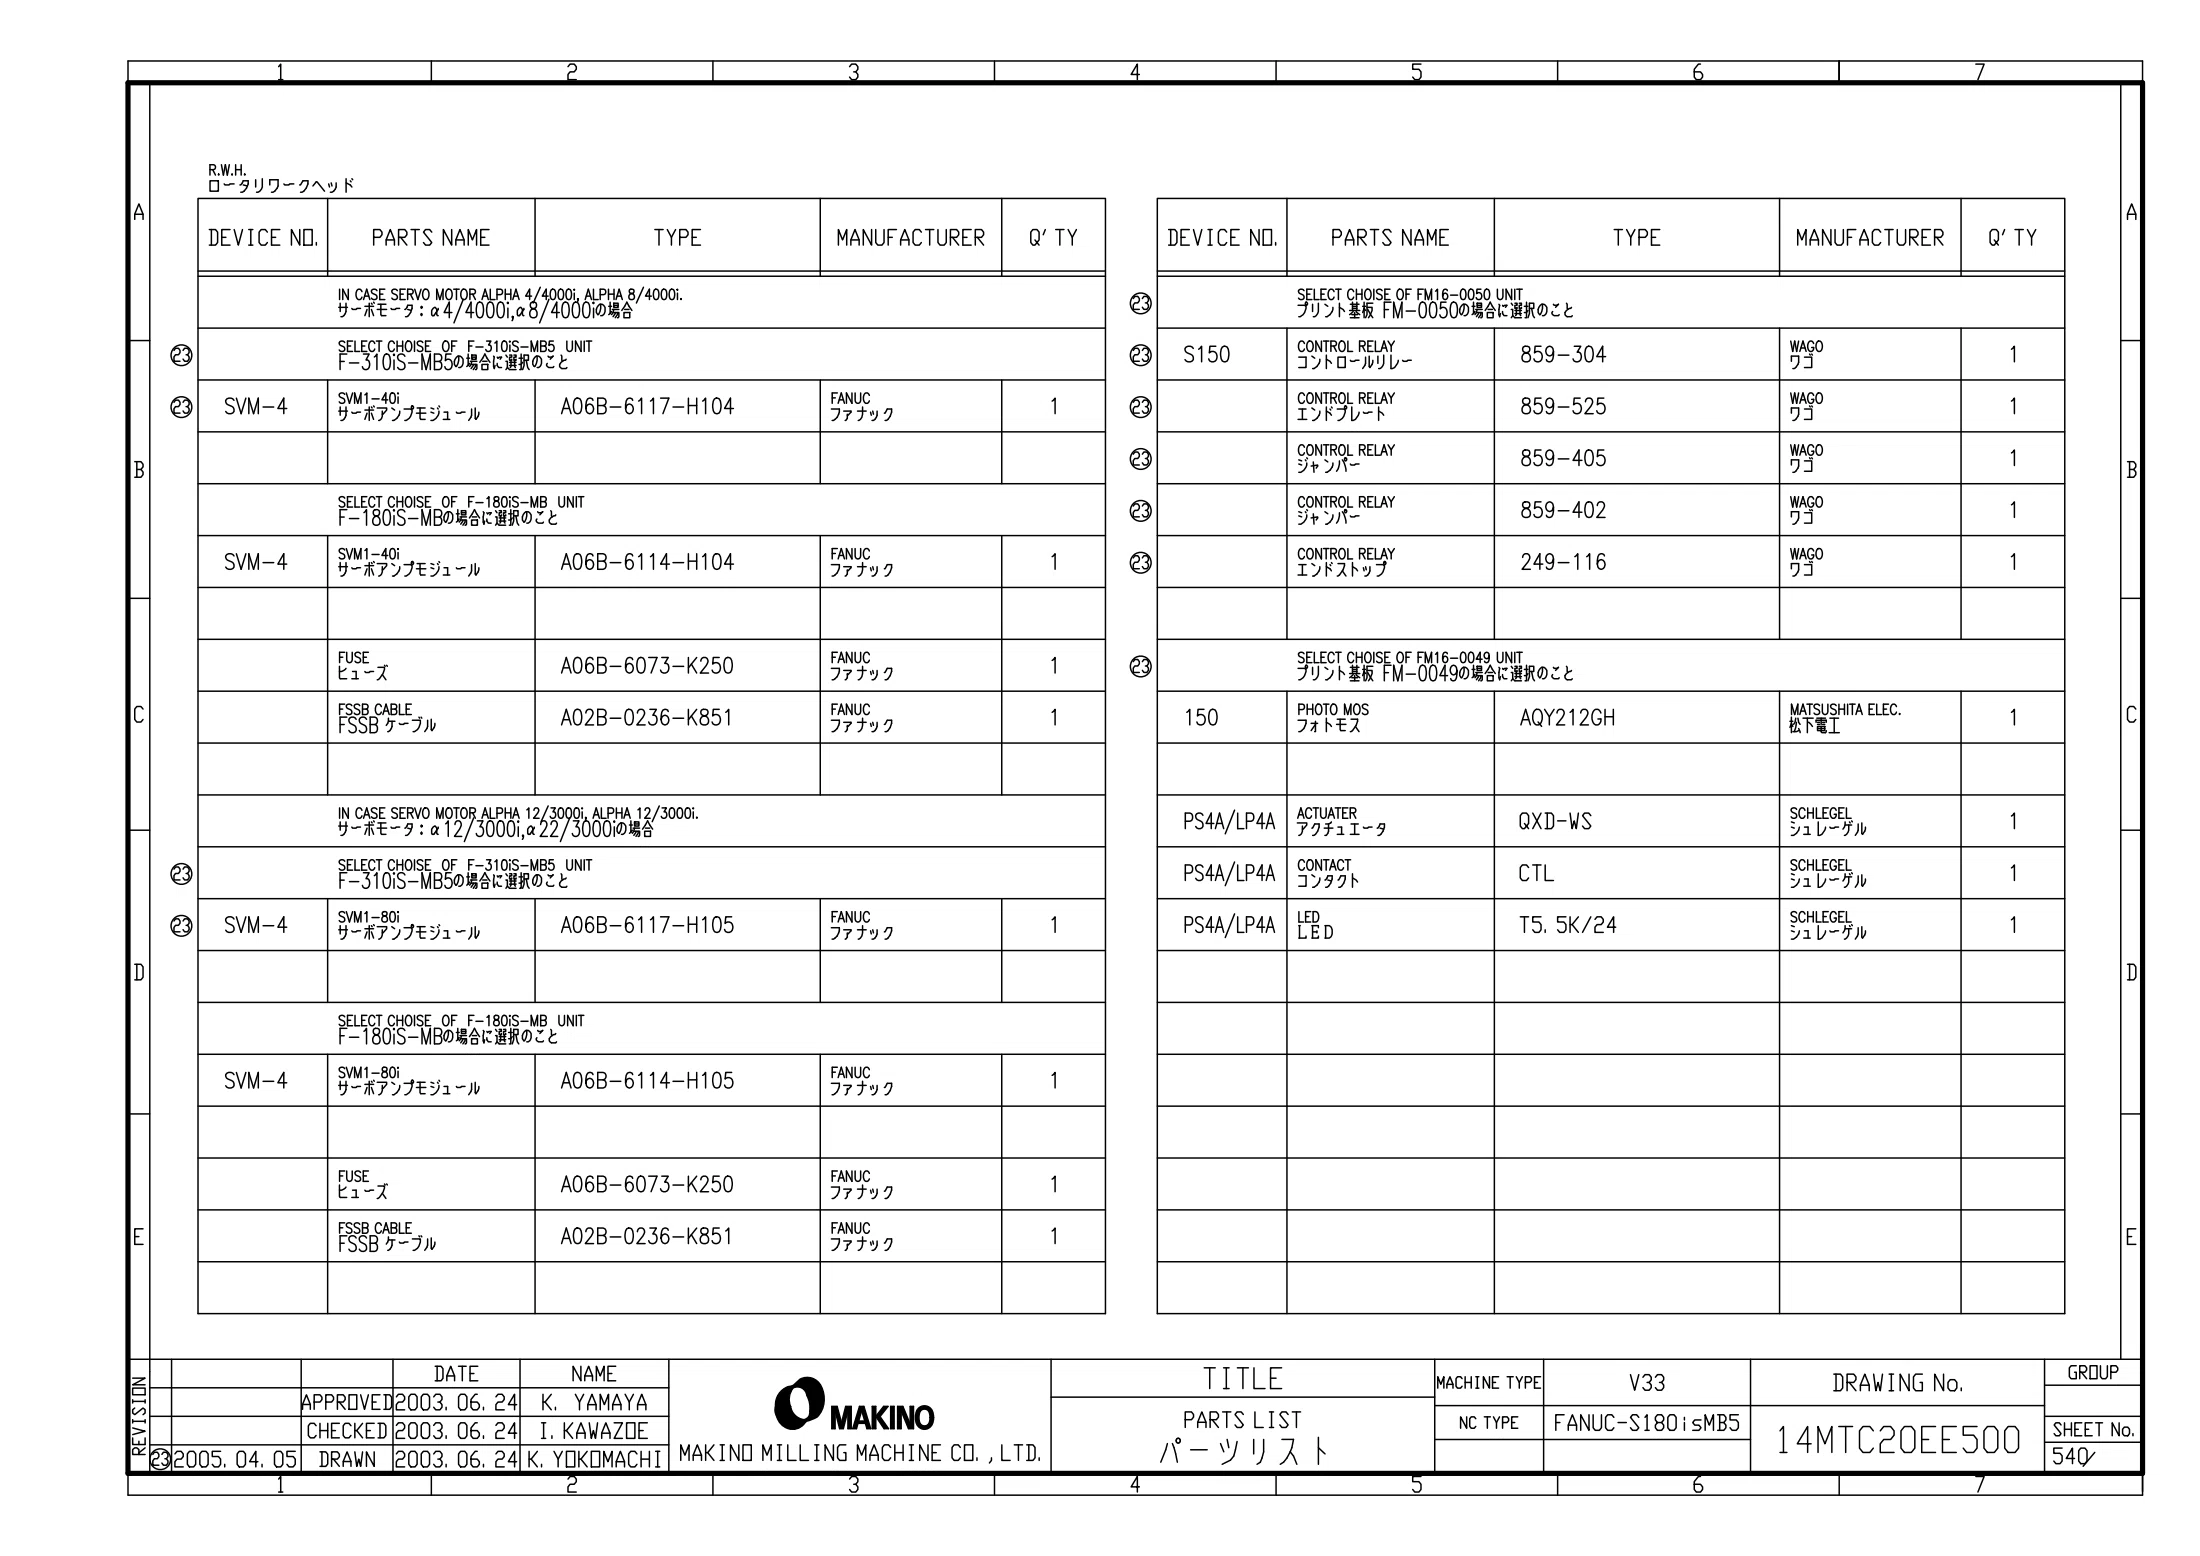 1 2 3 4 5 6 7
A A
B B
C C
D D
E E
R.W.H.
ロータリワークヘッド
DEVICE NO. PARTS NAME TYPE MANUFACTURER Q' TY
IN CASE SERVO MOTOR ALPHA 4/4000i, ALPHA 8/4000i.
サーボモータ：α4/4000i,α8/4000iの場合
㉓ SELECT CHOISE OF F-310iS-MB5 UNIT
F-310iS-MB5の場合に選択のこと
㉓ SVM-4 SVM1-40i A06B-6117-H104 FANUC 1
サーボアンプモジュール ファナック
SELECT CHOISE OF F-180iS-MB UNIT
F-180iS-MBの場合に選択のこと
SVM-4 SVM1-40i A06B-6114-H104 FANUC 1
サーボアンプモジュール ファナック
FUSE A06B-6073-K250 FANUC 1
ヒューズ ファナック
FSSB CABLE A02B-0236-K851 FANUC 1
FSSB ケーブル ファナック
IN CASE SERVO MOTOR ALPHA 12/3000i, ALPHA 12/3000i.
サーボモータ：α12/3000i,α22/3000iの場合
㉓ SELECT CHOISE OF F-310iS-MB5 UNIT
F-310iS-MB5の場合に選択のこと
㉓ SVM-4 SVM1-80i A06B-6117-H105 FANUC 1
サーボアンプモジュール ファナック
SELECT CHOISE OF F-180iS-MB UNIT
F-180iS-MBの場合に選択のこと
SVM-4 SVM1-80i A06B-6114-H105 FANUC 1
サーボアンプモジュール ファナック
FUSE A06B-6073-K250 FANUC 1
ヒューズ ファナック
FSSB CABLE A02B-0236-K851 FANUC 1
FSSB ケーブル ファナック
DEVICE NO. PARTS NAME TYPE MANUFACTURER Q' TY
㉓ SELECT CHOISE OF FM16-0050 UNIT
プリント基板 FM-0050の場合に選択のこと
㉓ S150 CONTROL RELAY 859-304 WAGO 1
コントロールリレー ワゴ
㉓ CONTROL RELAY 859-525 WAGO 1
エンドプレート ワゴ
㉓ CONTROL RELAY 859-405 WAGO 1
ジャンパー ワゴ
㉓ CONTROL RELAY 859-402 WAGO 1
ジャンパー ワゴ
㉓ CONTROL RELAY 249-116 WAGO 1
エンドストップ ワゴ
㉓ SELECT CHOISE OF FM16-0049 UNIT
プリント基板 FM-0049の場合に選択のこと
150 PHOTO MOS AQY212GH MATSUSHITA ELEC. 1
フォトモス 松下電工
PS4A/LP4A ACTUATER QXD-WS SCHLEGEL 1
アクチュエータ シュレーゲル
PS4A/LP4A CONTACT CTL SCHLEGEL 1
コンタクト シュレーゲル
PS4A/LP4A LED T5.5K/24 SCHLEGEL 1
ＬＥＤ シュレーゲル
REVISION
DATE NAME
APPROVED 2003.06.24 K. YAMAYA
CHECKED 2003.06.24 I. KAWAZOE
㉓ 2005.04.05 DRAWN 2003.06.24 K. YOKOMACHI
MAKINO
MAKINO MILLING MACHINE CO.,LTD.
TITLE
PARTS LIST
パーツリスト
MACHINE TYPE V33
NC TYPE FANUC-S180isMB5
DRAWING No.
14MTC20EE500
GROUP
SHEET No.
540/
1 2 3 4 5 6 7